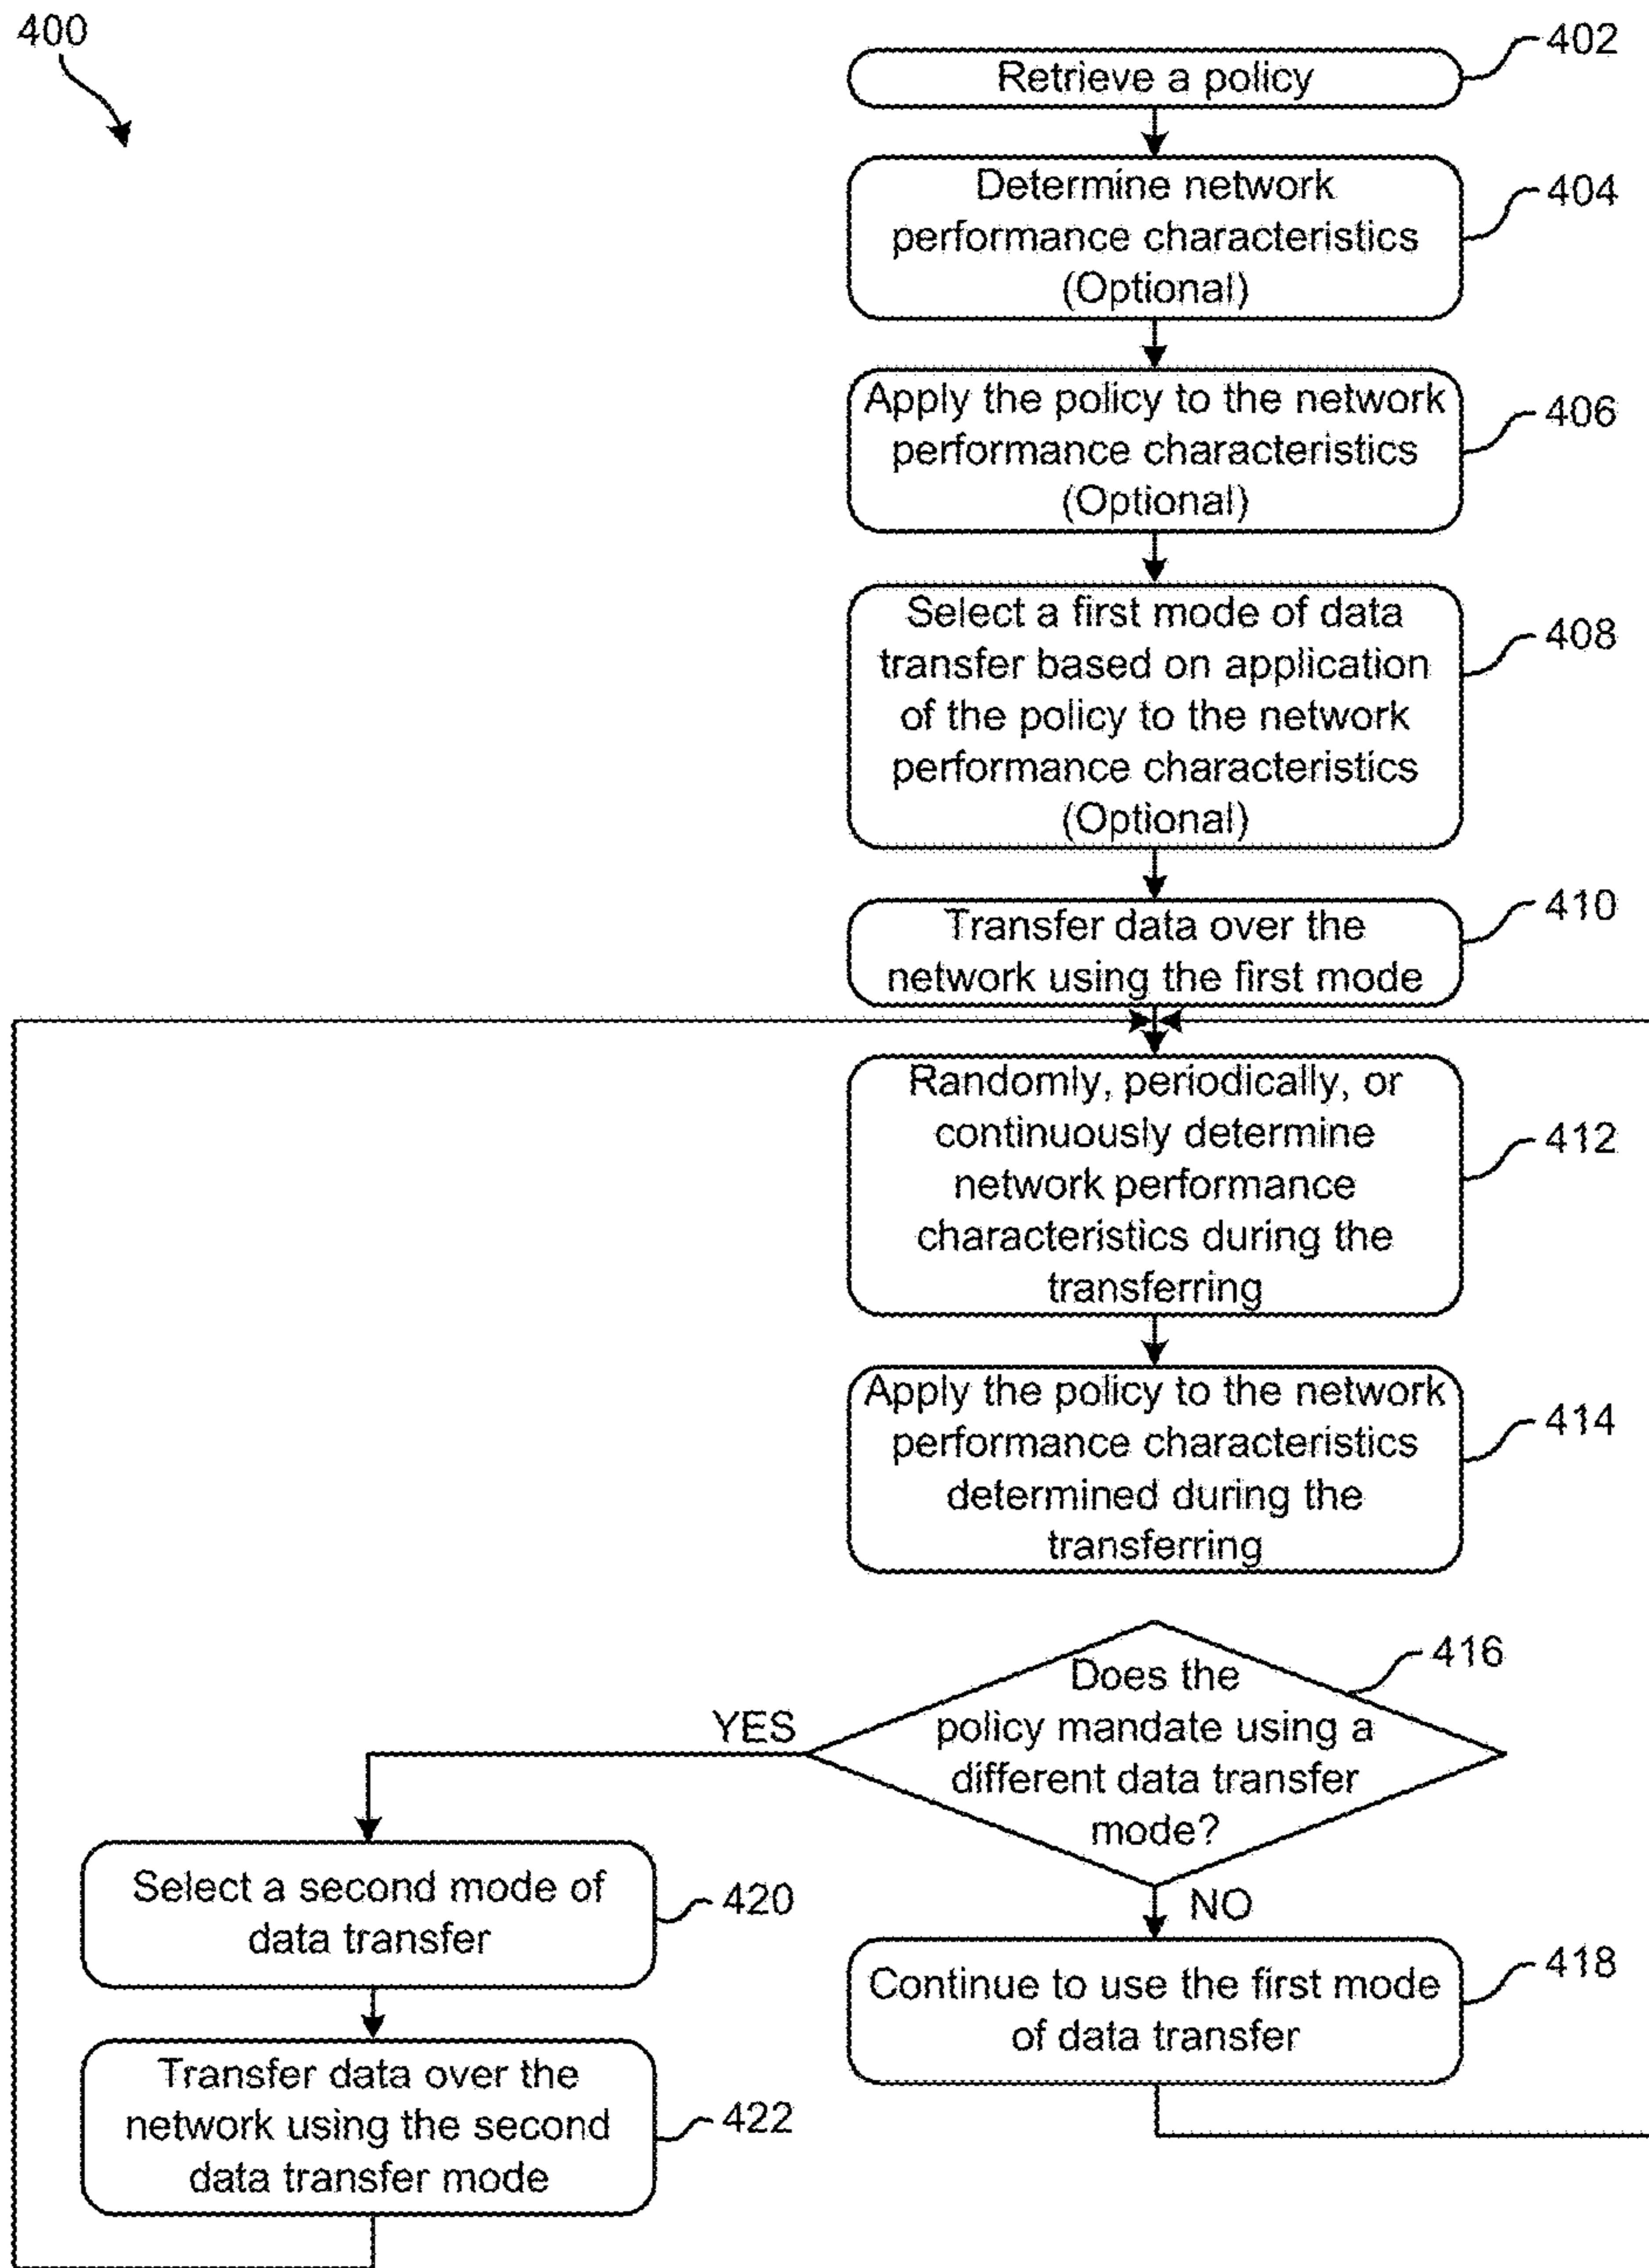 400
402
Retrieve a policy
404
Determine network
performance characteristics
(Optional)
406
Apply the policy to the network
performance characteristics
(Optional)
408
Select a first mode of data
transfer based on application
of the policy to the network
performance characteristics
(Optional)
410
Transfer data over the
network using the first mode
412
Randomly, periodically, or
continuously determine
network performance
characteristics during the
transferring
414
Apply the policy to the network
performance characteristics
determined during the
transferring
416
Does the
policy mandate using a
different data transfer
mode?
YES
NO
420
Select a second mode of
data transfer
418
Continue to use the first mode
of data transfer
422
Transfer data over the
network using the second
data transfer mode